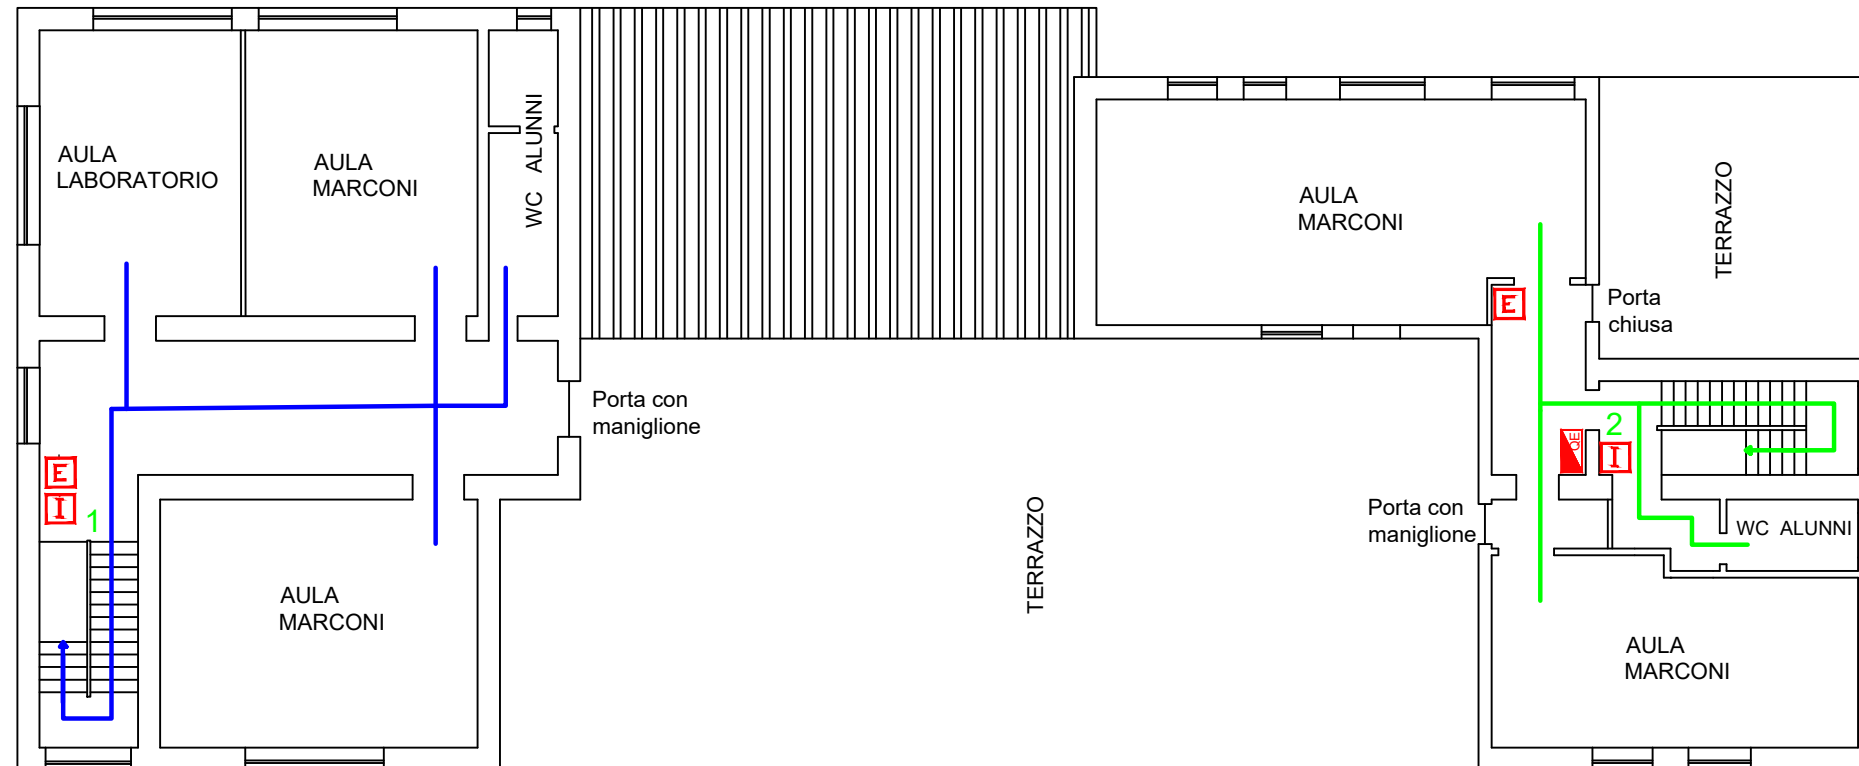 AULA
LABORATORIO
AULA
MARCONI
WC ALUNNI
AULA
MARCONI
TERRAZZO
E
Porta
chiusa
Porta con
maniglione
E
I
1
QE
2
I
Porta con
maniglione
TERRAZZO
WC ALUNNI
AULA
MARCONI
AULA
MARCONI